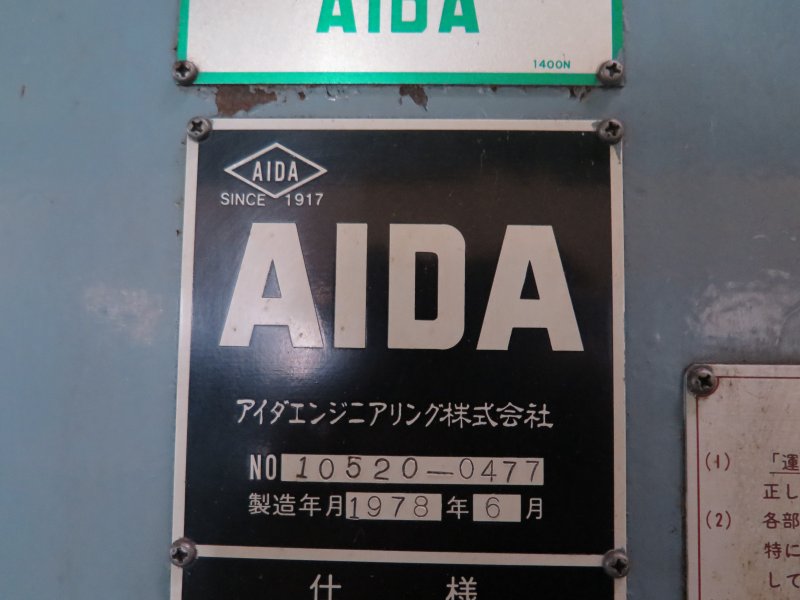 AIDA
1400N
AIDA
SINCE 1917
AIDA
アイダエンジニアリング株式会社
NO 10520-0477
製造年月 1978 年 6 月
仕 様
(1) 「運
正し
(2) 各部
特に
して